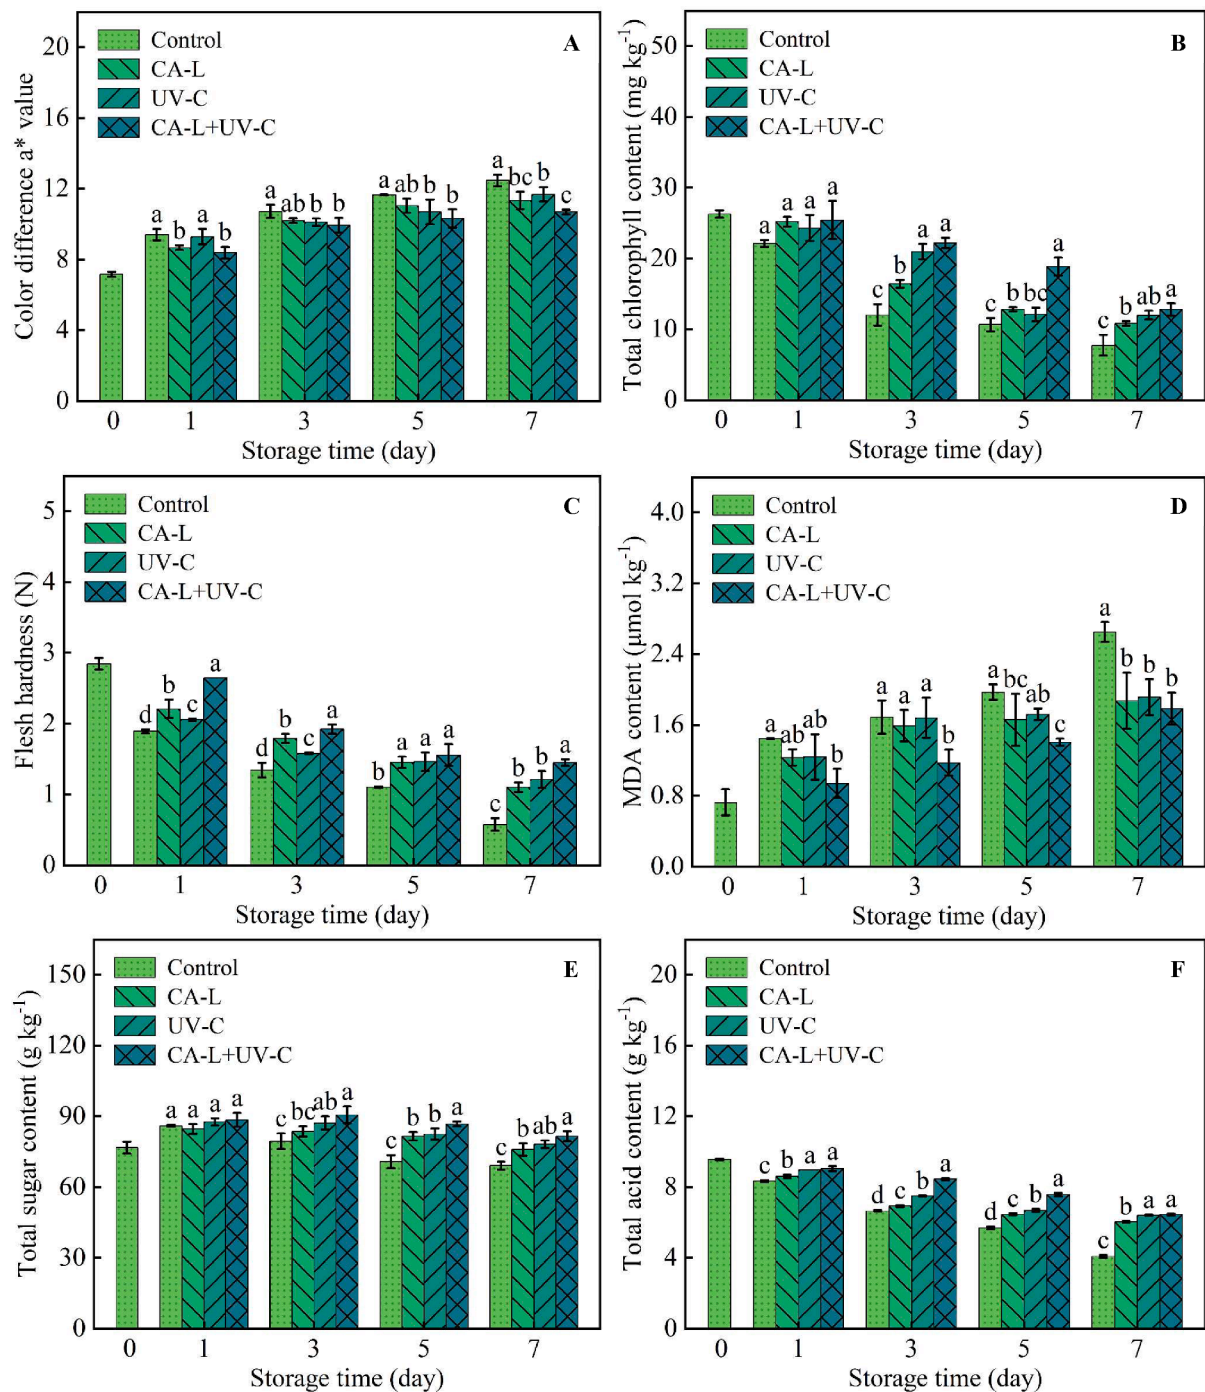 A
Control
CA-L
UV-C
CA-L+UV-C
Color difference a* value
20
16
12
8
4
0
a b a b
a ab b b
a ab b b
a bc b c
0 1 3 5 7
Storage time (day)
B
Control
CA-L
UV-C
CA-L+UV-C
Total chlorophyll content (mg kg⁻¹)
50
40
30
20
10
0
a a a a
c b a a
c b bc a
c b ab a
0 1 3 5 7
Storage time (day)
C
Control
CA-L
UV-C
CA-L+UV-C
Flesh hardness (N)
5
4
3
2
1
0
d b c a
d b c a
b a a a
c b b a
0 1 3 5 7
Storage time (day)
D
Control
CA-L
UV-C
CA-L+UV-C
MDA content (μmol kg⁻¹)
4.0
3.2
2.4
1.6
0.8
0.0
a ab ab b
a a a b
a bc ab c
a b b b
0 1 3 5 7
Storage time (day)
E
Control
CA-L
UV-C
CA-L+UV-C
Total sugar content (g kg⁻¹)
150
120
90
60
30
0
a a a a
c bc ab a
c b b a
c b ab a
0 1 3 5 7
Storage time (day)
F
Control
CA-L
UV-C
CA-L+UV-C
Total acid content (g kg⁻¹)
20
16
12
8
4
0
c b a a
d c b a
d c b a
c b a a
0 1 3 5 7
Storage time (day)